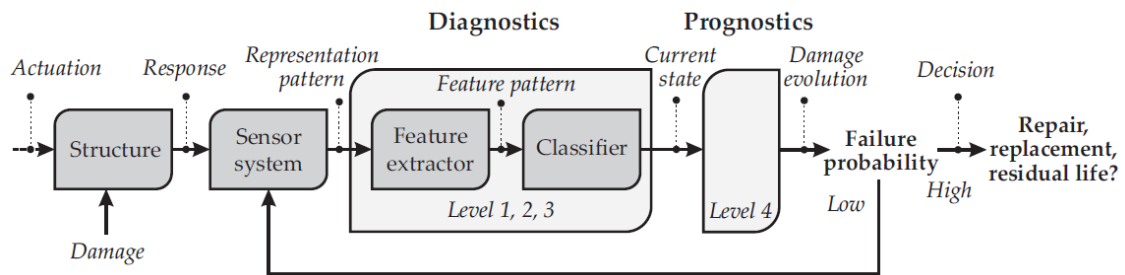 Diagnostics
Prognostics
Actuation
Response
Representation
pattern
Feature pattern
Current
state
Damage
evolution
Decision
Structure
Sensor
system
Feature
extractor
Classifier
Failure
probability
Repair,
replacement,
residual life?
Level 1, 2, 3
Level 4
Low
High
Damage